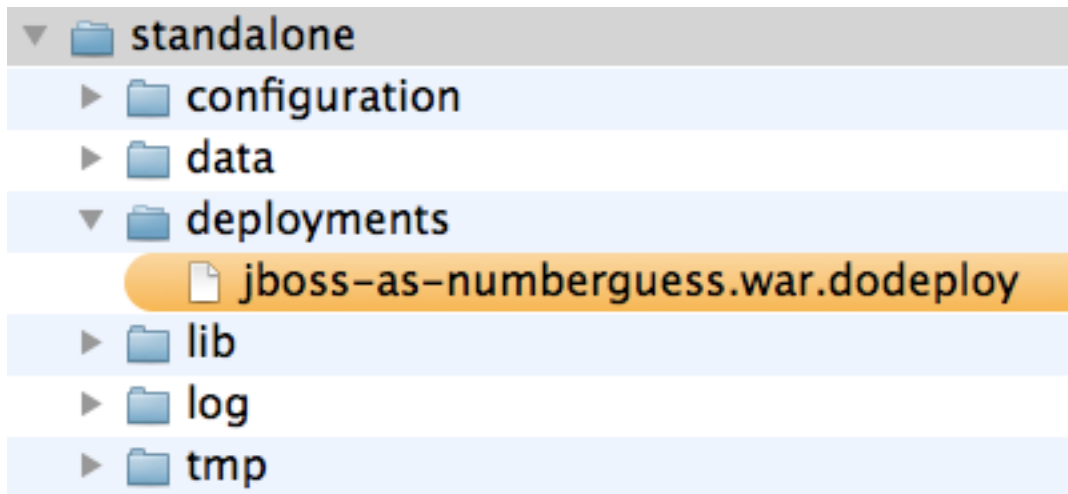 standalone
configuration
data
deployments
jboss-as-numberguess.war.dodeploy
lib
log
tmp